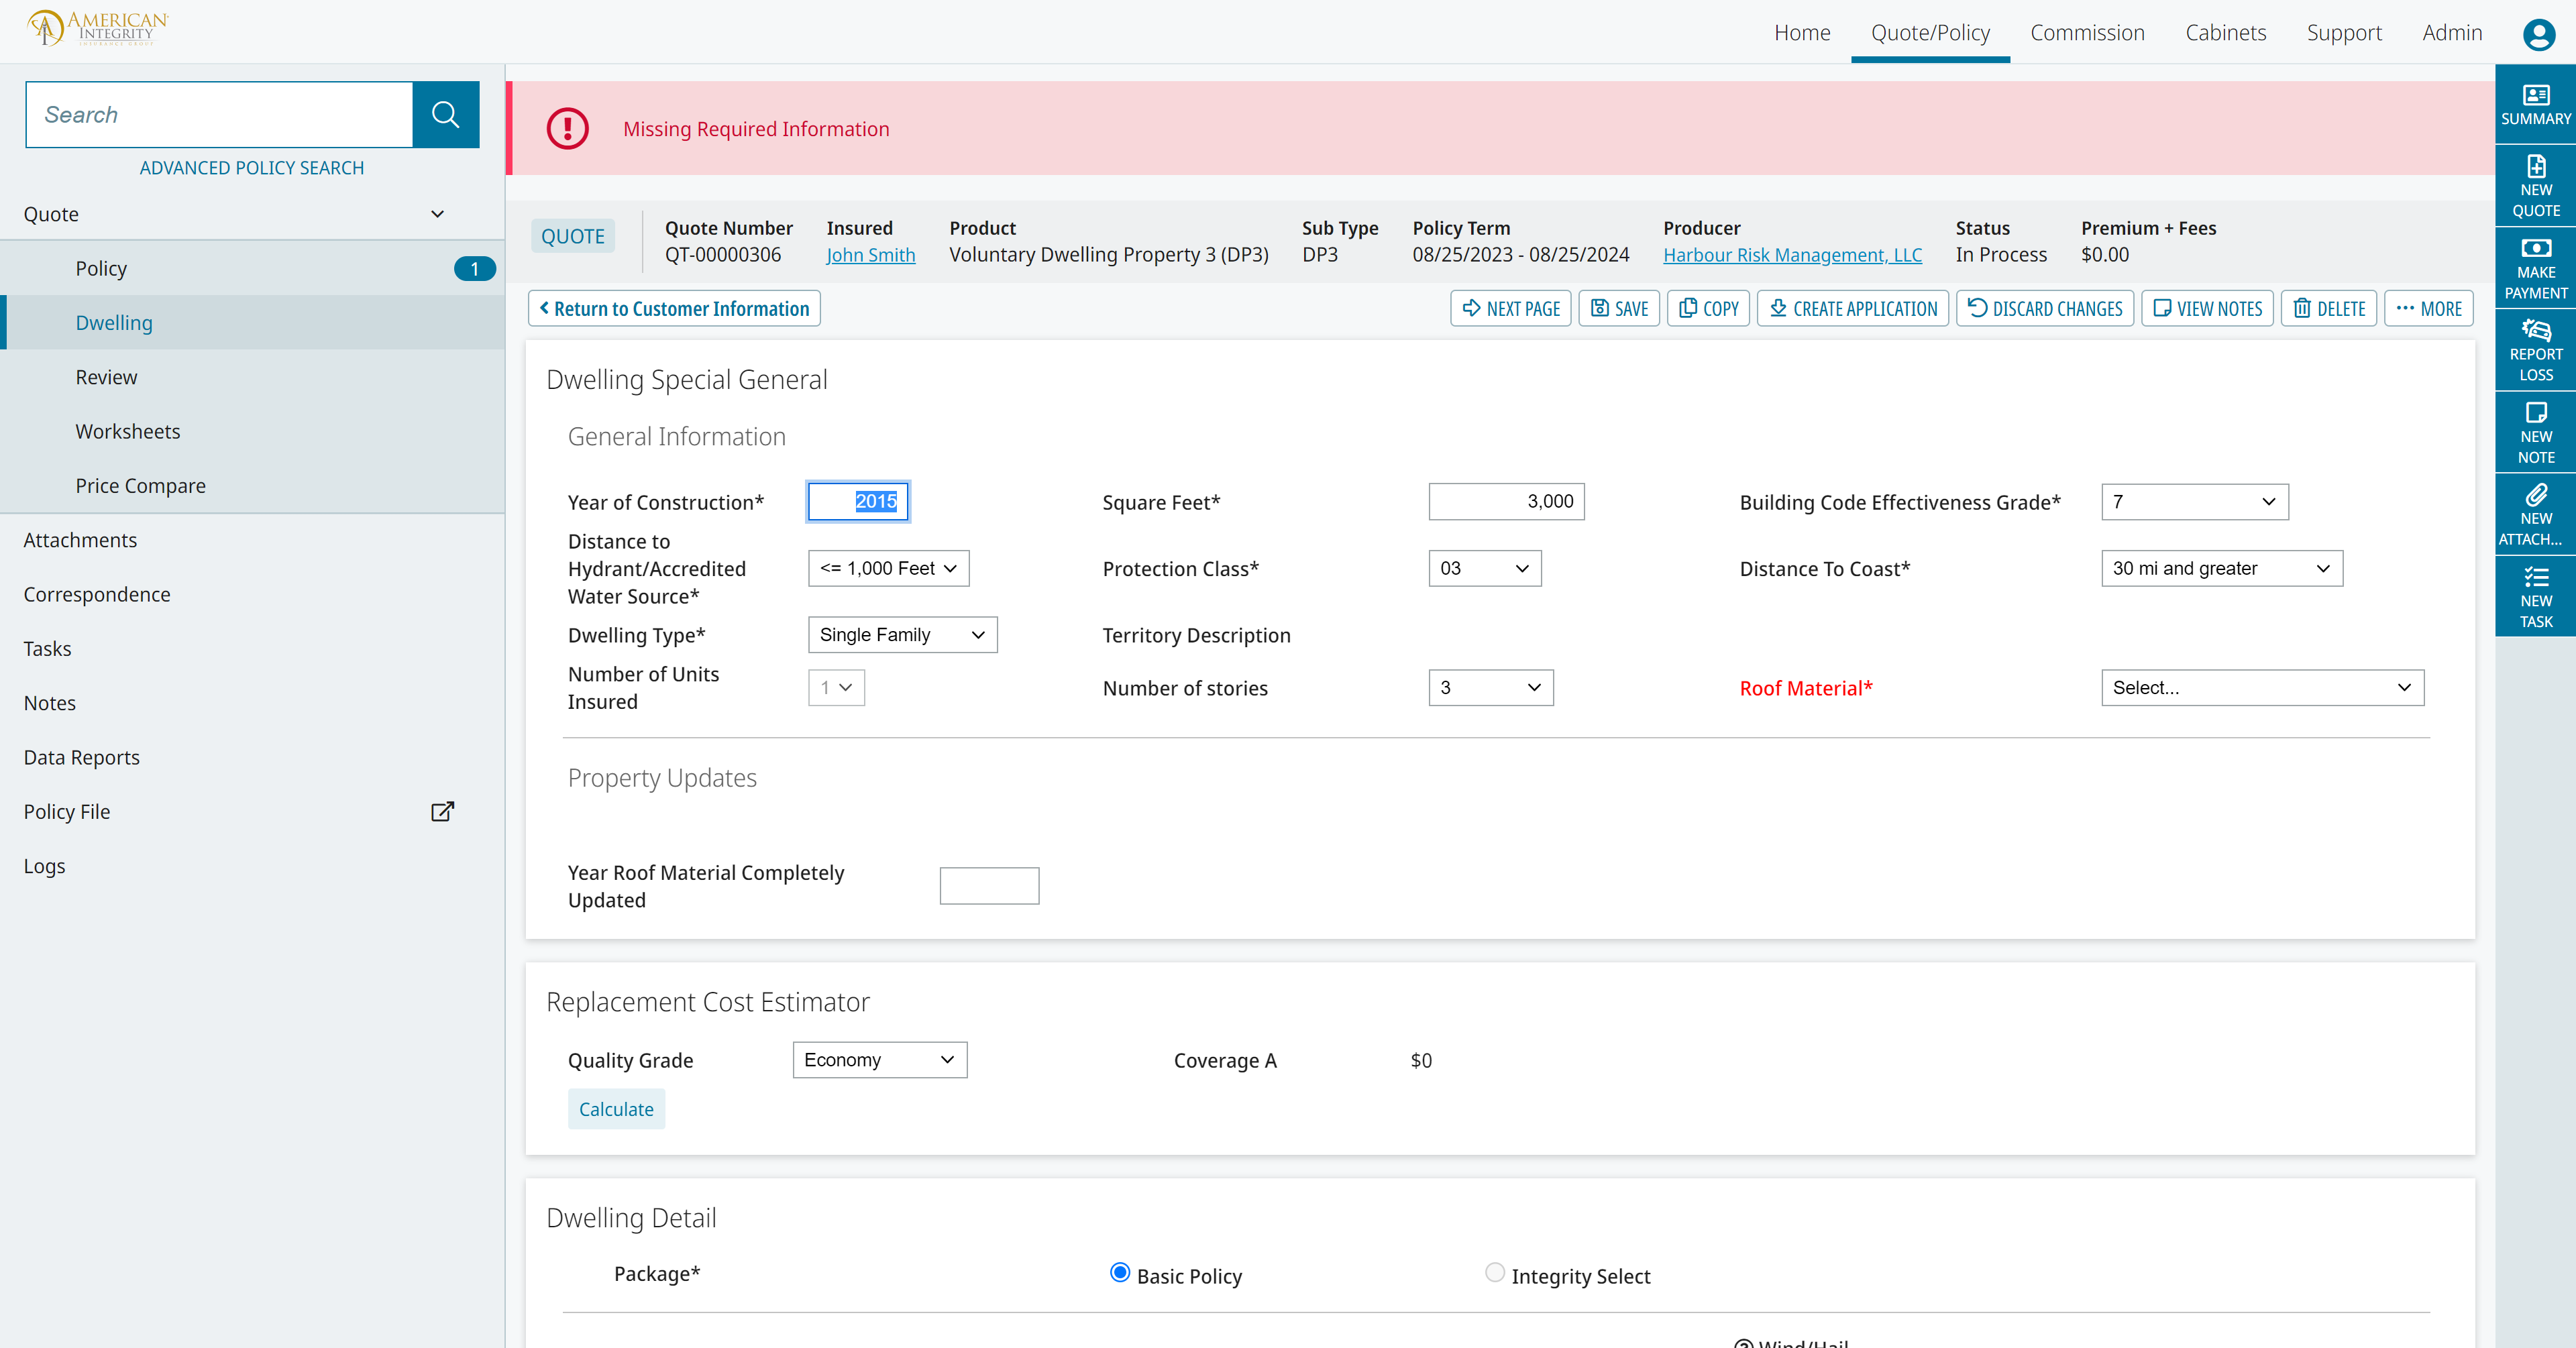 AMERICAN
INTEGRITY
INSURANCE GROUP
Home
Quote/Policy
Commission
Cabinets
Support
Admin
Search
ADVANCED POLICY SEARCH
Quote
Policy
1
Dwelling
Review
Worksheets
Price Compare
Attachments
Correspondence
Tasks
Notes
Data Reports
Policy File
Logs
Missing Required Information
QUOTE
Quote Number
QT-00000306
Insured
John Smith
Product
Voluntary Dwelling Property 3 (DP3)
Sub Type
DP3
Policy Term
08/25/2023 - 08/25/2024
Producer
Harbour Risk Management, LLC
Status
In Process
Premium + Fees
$0.00
Return to Customer Information
NEXT PAGE
SAVE
COPY
CREATE APPLICATION
DISCARD CHANGES
VIEW NOTES
DELETE
MORE
Dwelling Special General
General Information
Year of Construction*
2015
Square Feet*
3,000
Building Code Effectiveness Grade*
7
Distance to
Hydrant/Accredited
Water Source*
<= 1,000 Feet
Protection Class*
03
Distance To Coast*
30 mi and greater
Dwelling Type*
Single Family
Territory Description
Number of Units
Insured
1
Number of stories
3
Roof Material*
Select...
Property Updates
Year Roof Material Completely
Updated
Replacement Cost Estimator
Quality Grade
Economy
Coverage A
$0
Calculate
Dwelling Detail
Package*
Basic Policy
Integrity Select
Wind/Hail
SUMMARY
NEW
QUOTE
MAKE
PAYMENT
REPORT
LOSS
NEW
NOTE
NEW
ATTACH...
NEW
TASK